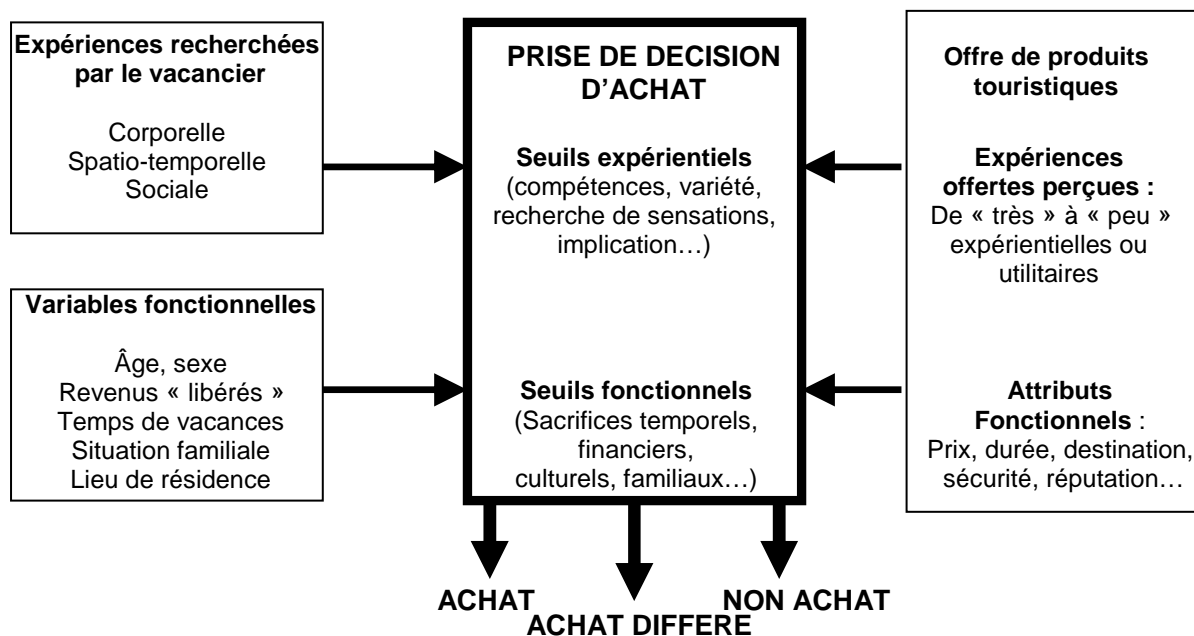 Expériences recherchées
par le vacancier
Corporelle
Spatio-temporelle
Sociale
Variables fonctionnelles
Âge, sexe
Revenus « libérés »
Temps de vacances
Situation familiale
Lieu de résidence
PRISE DE DECISION
D'ACHAT
Seuils expérientiels
(compétences, variété,
recherche de sensations,
implication…)
Seuils fonctionnels
(Sacrifices temporels,
financiers,
culturels, familiaux…)
Offre de produits
touristiques
Expériences
offertes perçues :
De « très » à « peu »
expérientielles ou
utilitaires
Attributs
Fonctionnels :
Prix, durée, destination,
sécurité, réputation…
ACHAT
ACHAT DIFFERE
NON ACHAT